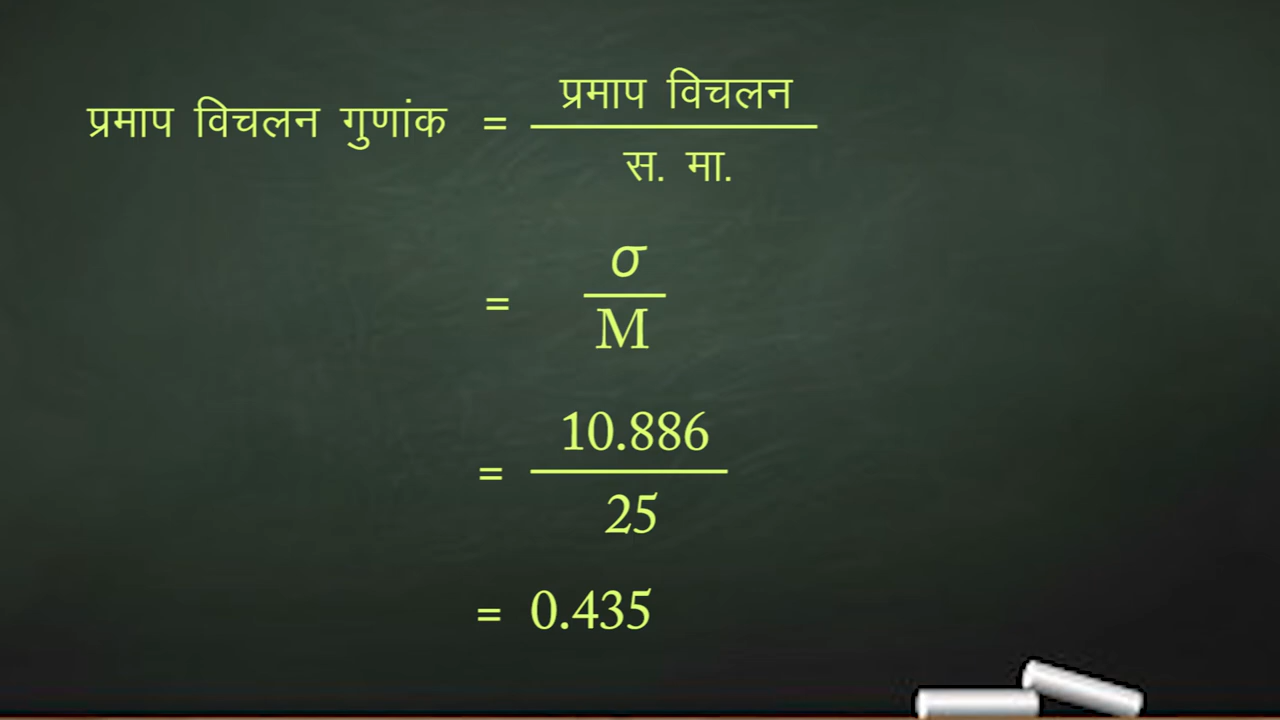 प्रमाप विचलन गुणांक = प्रमाप विचलन
स. मा.
= σ
M
= 10.886
25
= 0.435